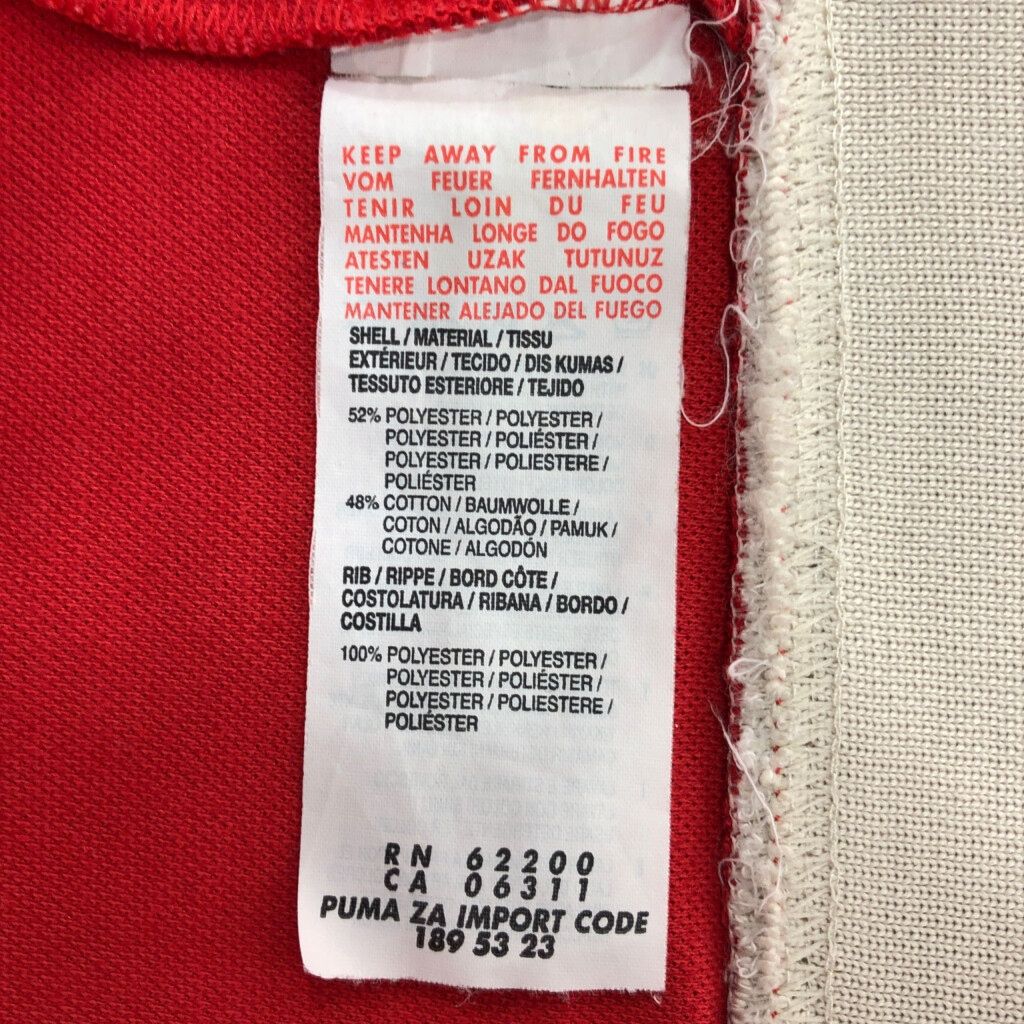 KEEP AWAY FROM FIRE
VOM FEUER FERNHALTEN
TENIR LOIN DU FEU
MANTENHA LONGE DO FOGO
ATESTEN UZAK TUTUNUZ
TENERE LONTANO DAL FUOCO
MANTENER ALEJADO DEL FUEGO
SHELL / MATERIAL / TISSU
EXTÉRIEUR / TECIDO / DIS KUMAS /
TESSUTO ESTERIORE / TEJIDO
52% POLYESTER / POLYESTER /
POLYESTER / POLIÉSTER /
POLYESTER / POLIESTERE /
POLIÉSTER
48% COTTON / BAUMWOLLE /
COTON / ALGODÃO / PAMUK /
COTONE / ALGODÓN
RIB / RIPPE / BORD CÔTE /
COSTOLATURA / RIBANA / BORDO /
COSTILLA
100% POLYESTER / POLYESTER /
POLYESTER / POLIÉSTER /
POLYESTER / POLIESTERE /
POLIÉSTER
RN 62200
CA 06311
PUMA ZA IMPORT CODE
189 53 23